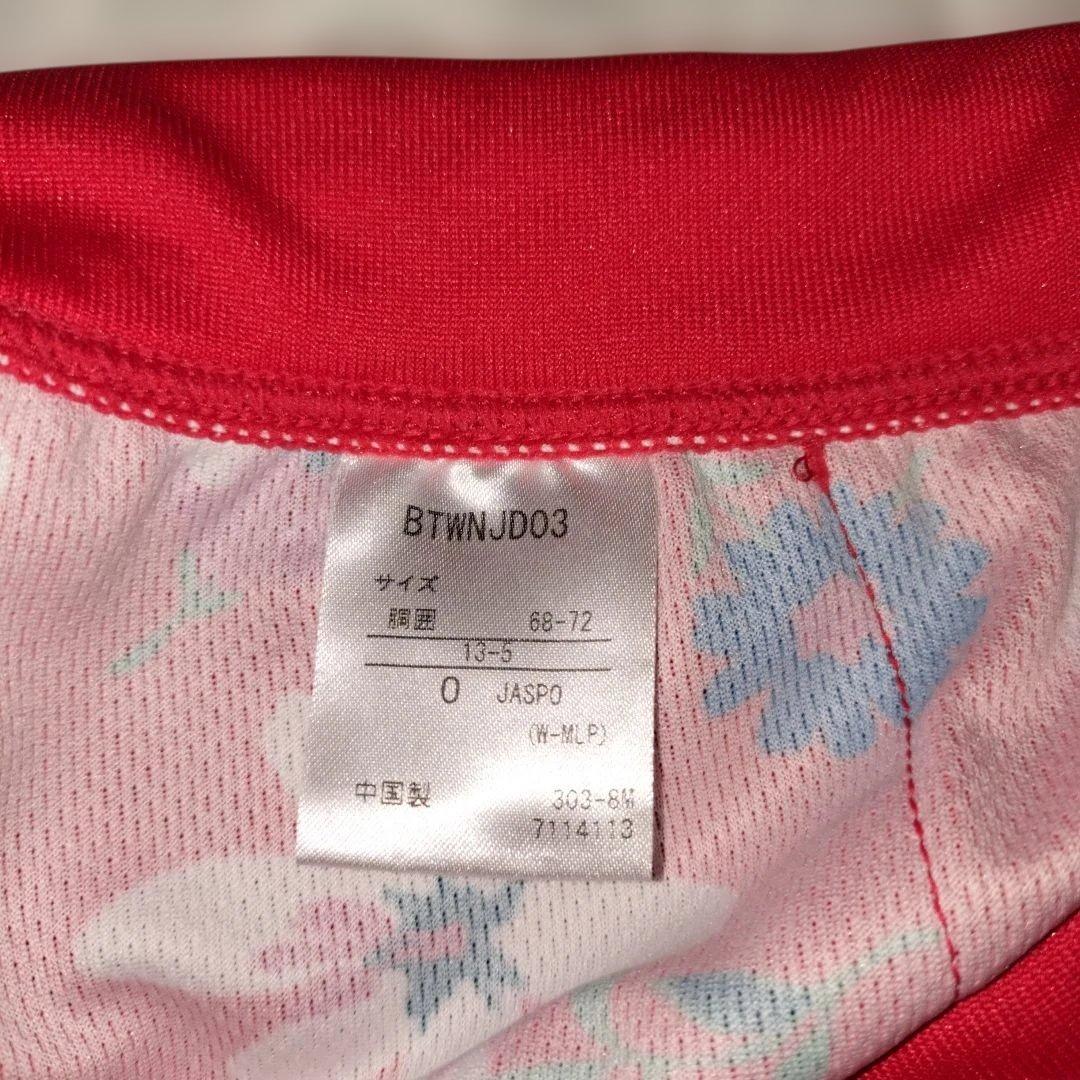 BTWNJD03
サイズ
胴囲 68-72
13-5
O JASPO
(W-MLP)
中国製 303-8M
7114113